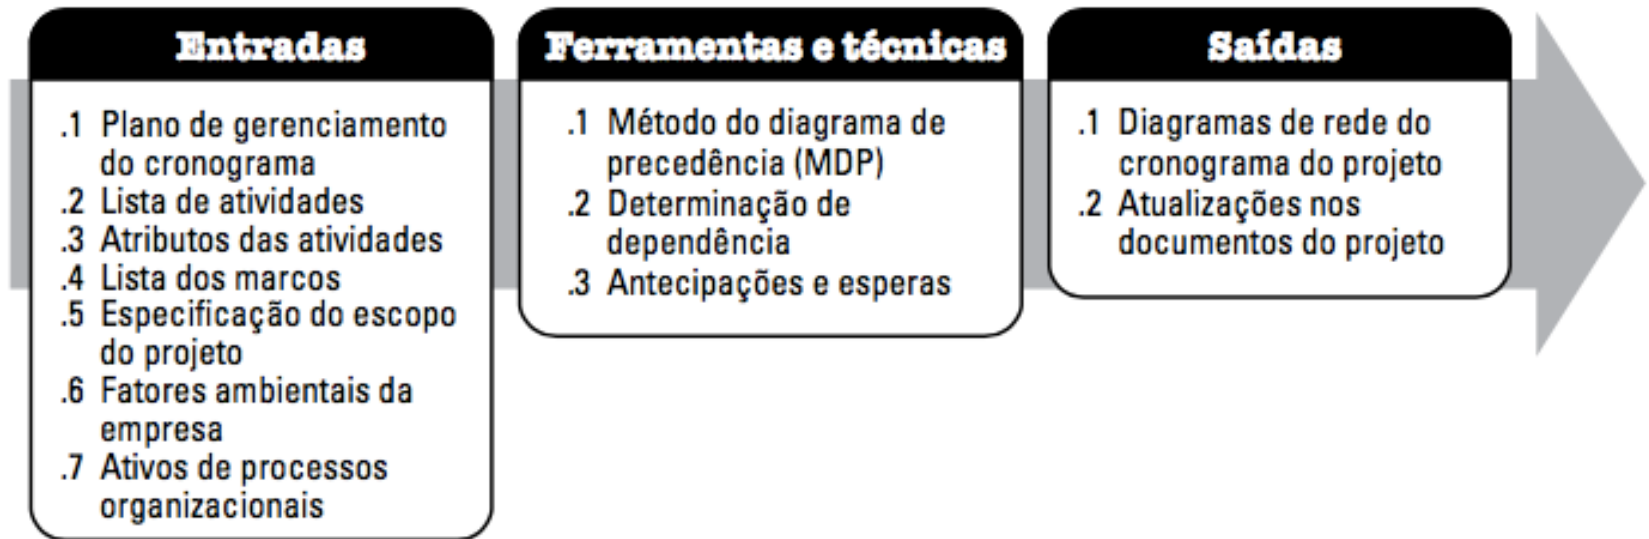 Entradas
.1 Plano de gerenciamento
do cronograma
.2 Lista de atividades
.3 Atributos das atividades
.4 Lista dos marcos
.5 Especificação do escopo
do projeto
.6 Fatores ambientais da
empresa
.7 Ativos de processos
organizacionais
Ferramentas e técnicas
.1 Método do diagrama de
precedência (MDP)
.2 Determinação de
dependência
.3 Antecipações e esperas
Saídas
.1 Diagramas de rede do
cronograma do projeto
.2 Atualizações nos
documentos do projeto